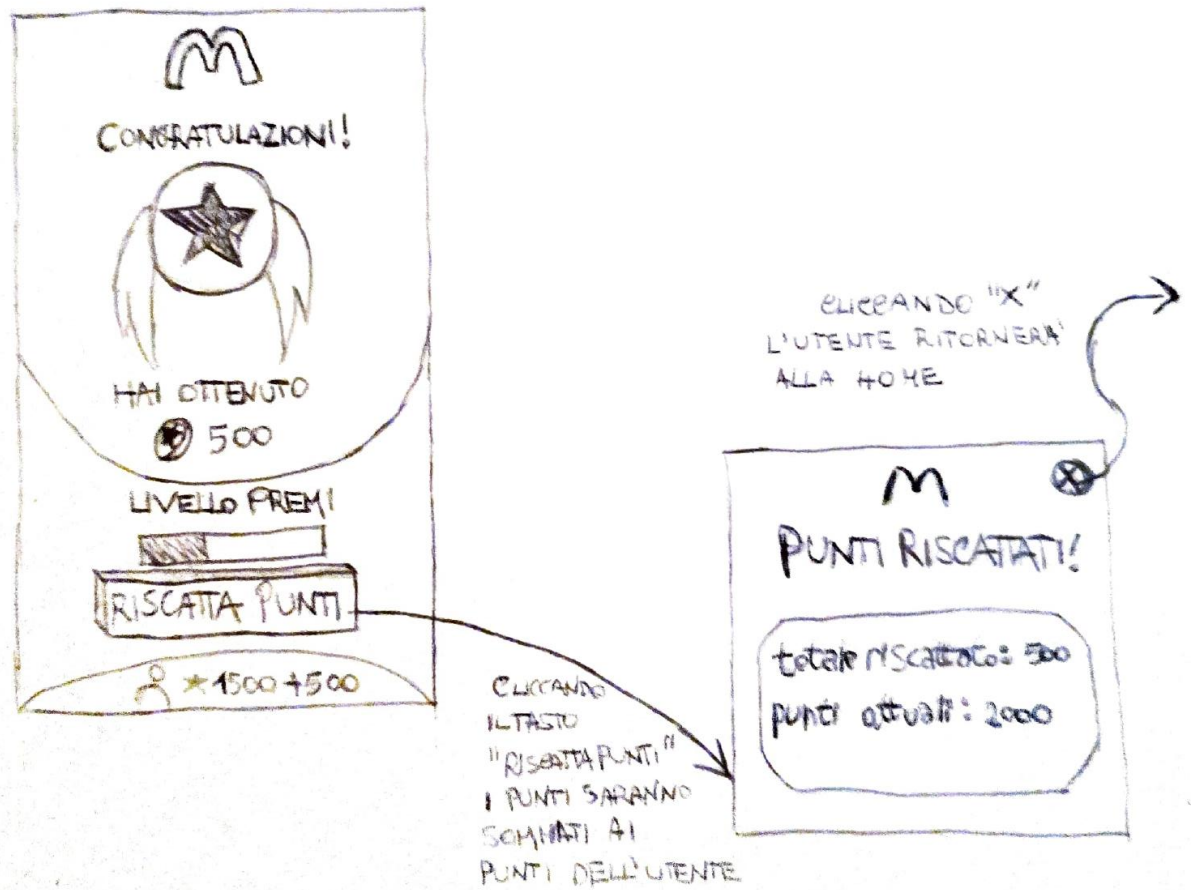 M
CONGRATULAZIONI!
HAI OTTENUTO
500
LIVELLO PREMI
RISCATTA PUNTI
★ 1500 + 500
CLICCANDO
IL TASTO
"RISCATTA PUNTI"
I PUNTI SARANNO
SOMMATI AI
PUNTI DELL'UTENTE
CLICCANDO "X"
L'UTENTE RITORNERA'
ALLA HOME
M
X
PUNTI RISCATTATI!
totale riscattato: 500
punti attuali: 2000